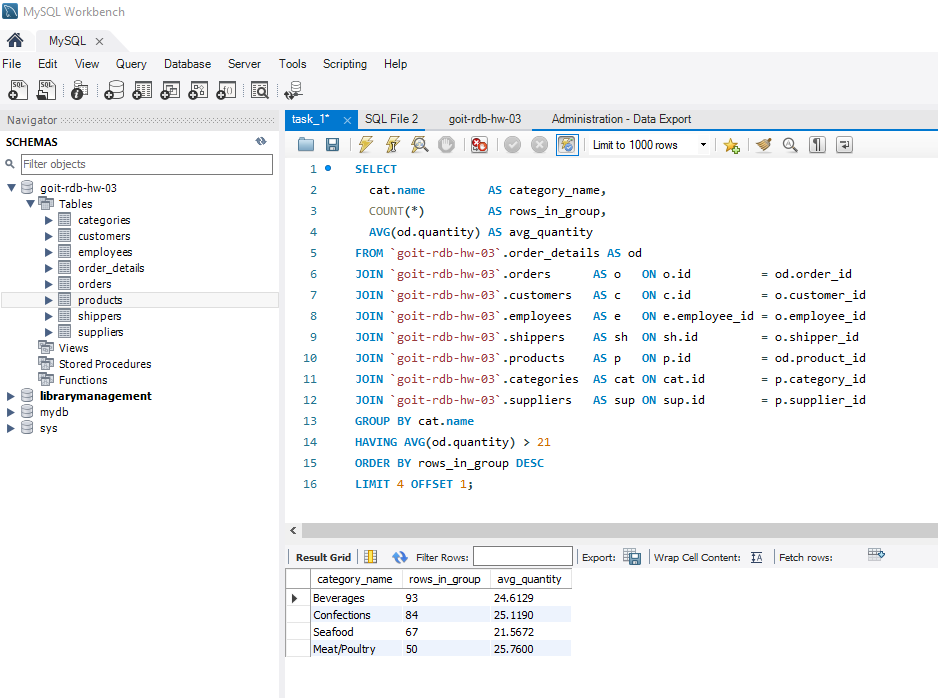 MySQL Workbench
MySQL
File Edit View Query Database Server Tools Scripting Help
Navigator
SCHEMAS
Filter objects
goit-rdb-hw-03
Tables
categories
customers
employees
order_details
orders
products
shippers
suppliers
Views
Stored Procedures
Functions
librarymanagement
mydb
sys
task_1* SQL File 2 goit-rdb-hw-03 Administration - Data Export
Limit to 1000 rows
1 SELECT
2 cat.name AS category_name,
3 COUNT(*) AS rows_in_group,
4 AVG(od.quantity) AS avg_quantity
5 FROM `goit-rdb-hw-03`.order_details AS od
6 JOIN `goit-rdb-hw-03`.orders AS o ON o.id = od.order_id
7 JOIN `goit-rdb-hw-03`.customers AS c ON c.id = o.customer_id
8 JOIN `goit-rdb-hw-03`.employees AS e ON e.employee_id = o.employee_id
9 JOIN `goit-rdb-hw-03`.shippers AS sh ON sh.id = o.shipper_id
10 JOIN `goit-rdb-hw-03`.products AS p ON p.id = od.product_id
11 JOIN `goit-rdb-hw-03`.categories AS cat ON cat.id = p.category_id
12 JOIN `goit-rdb-hw-03`.suppliers AS sup ON sup.id = p.supplier_id
13 GROUP BY cat.name
14 HAVING AVG(od.quantity) > 21
15 ORDER BY rows_in_group DESC
16 LIMIT 4 OFFSET 1;
Result Grid Filter Rows: Export: Wrap Cell Content: Fetch rows:
category_name rows_in_group avg_quantity
Beverages 93 24.6129
Confections 84 25.1190
Seafood 67 21.5672
Meat/Poultry 50 25.7600